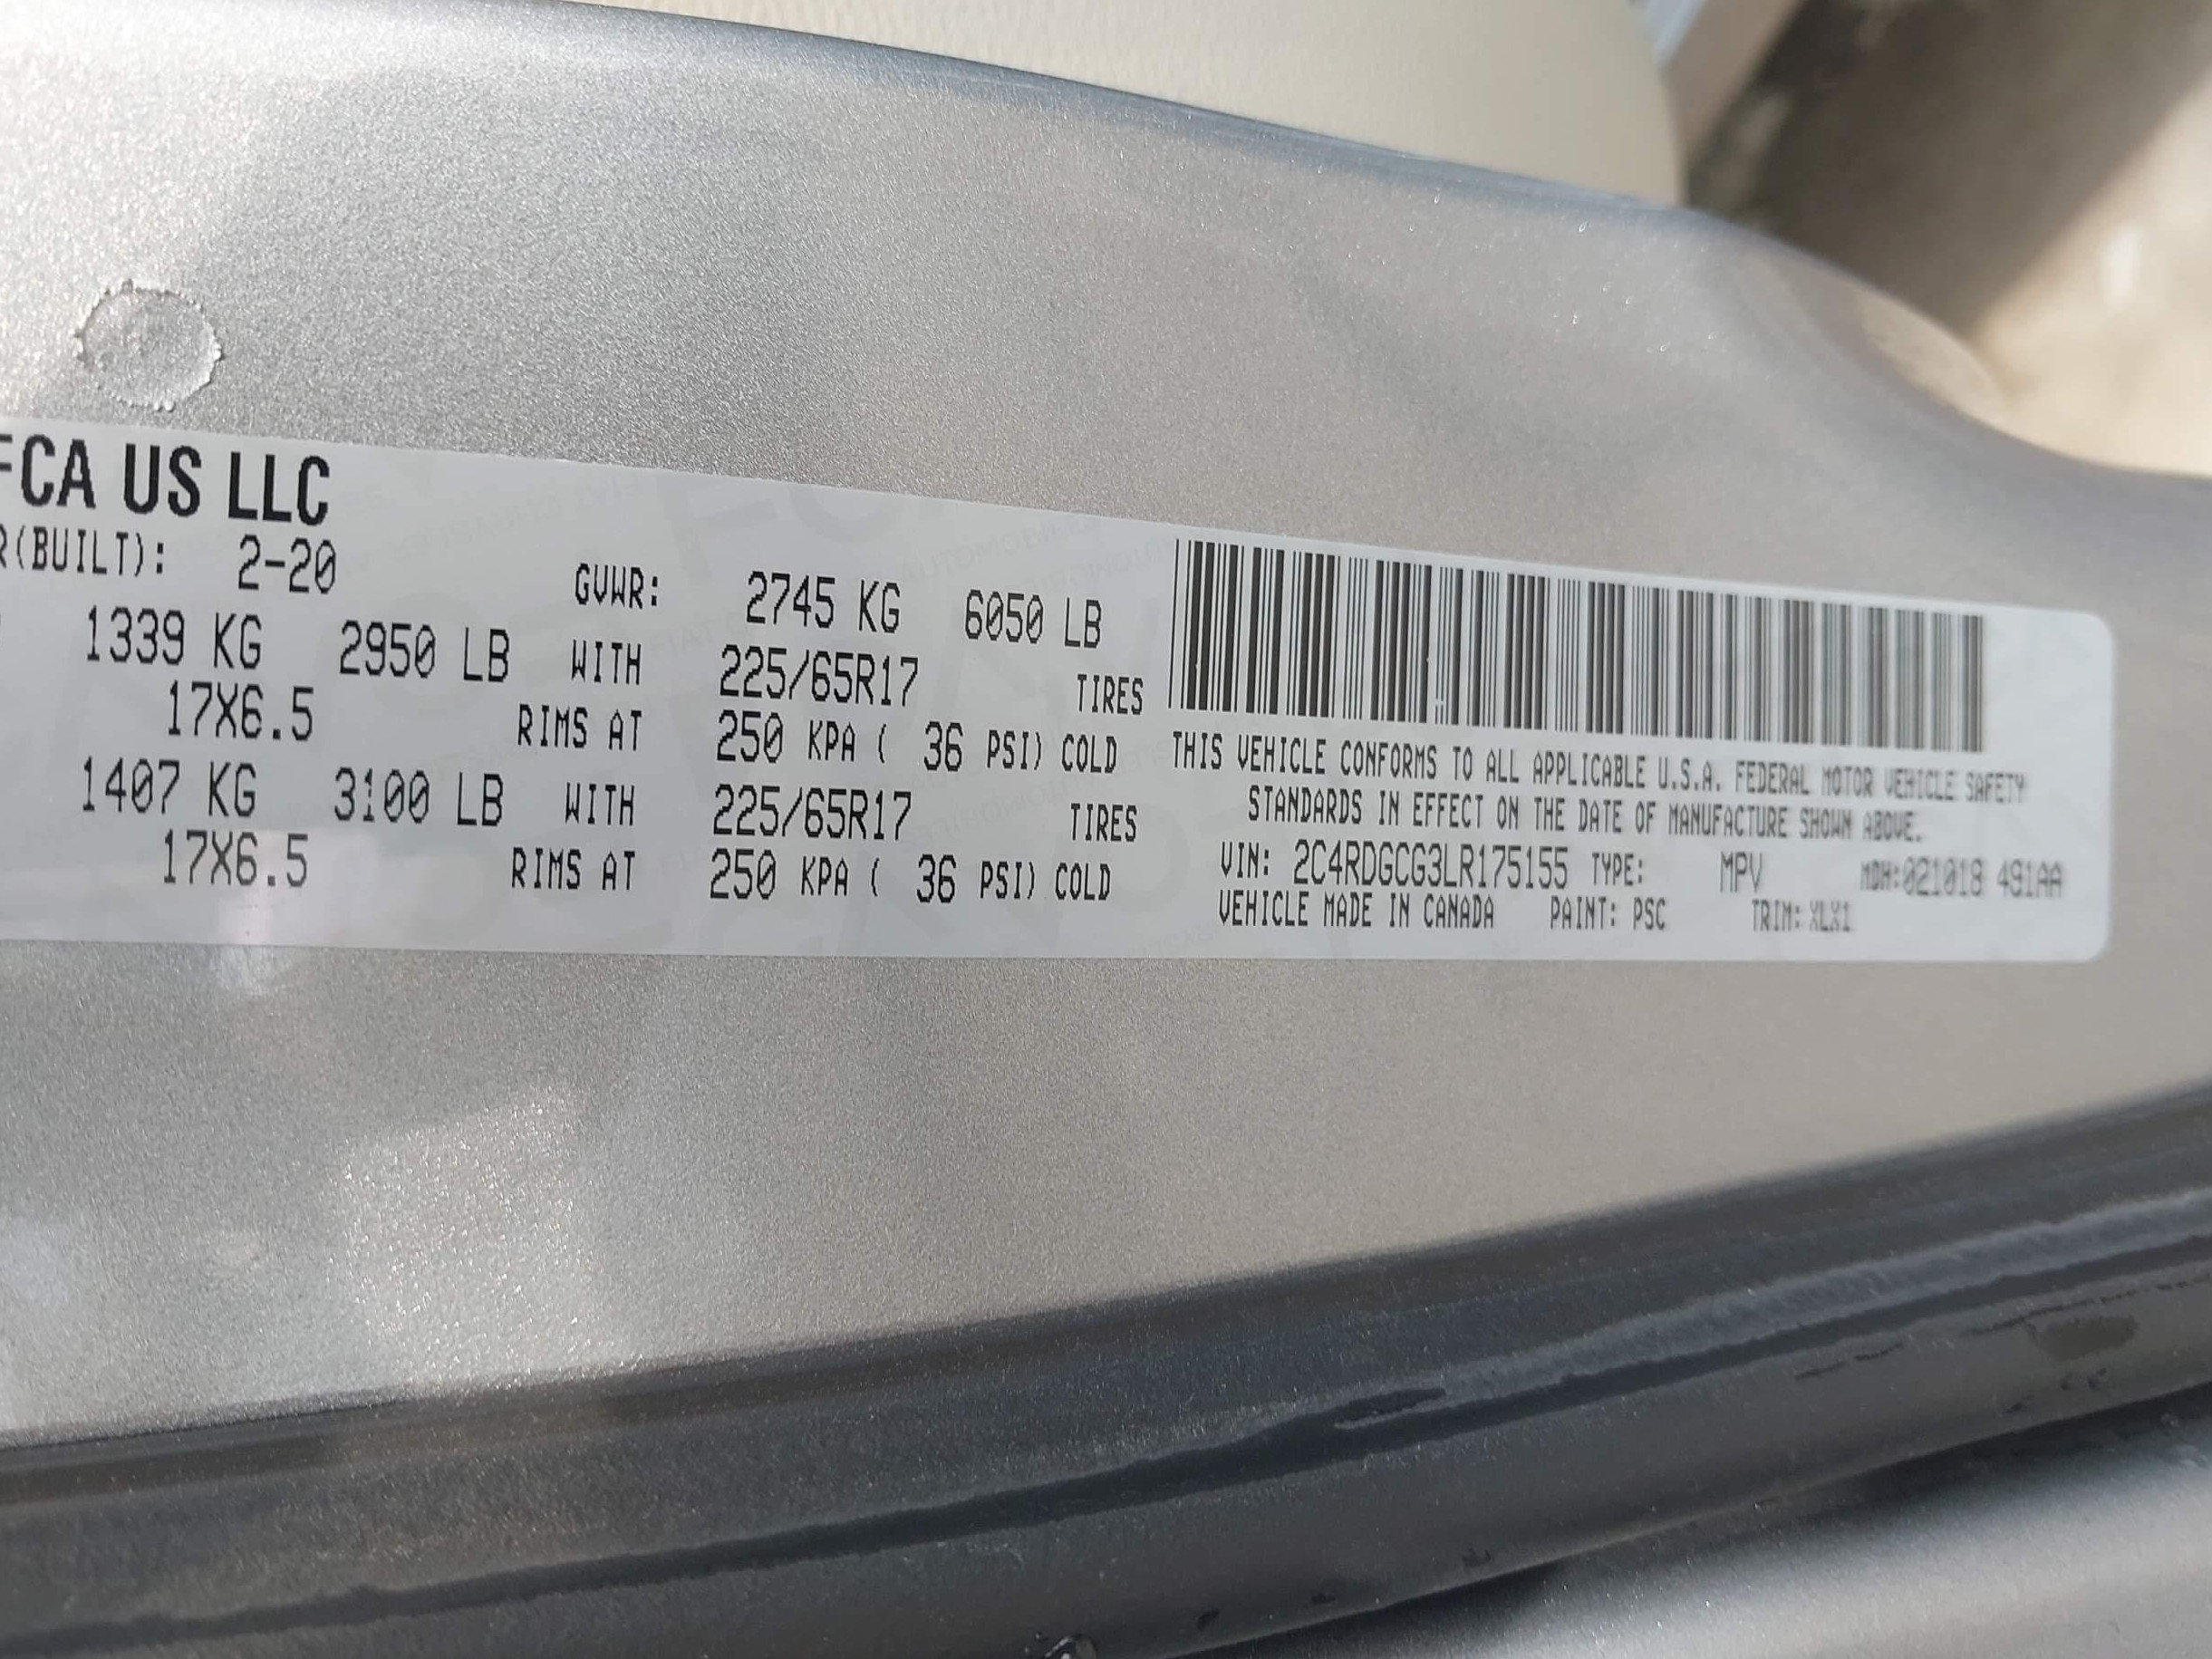 FCA US LLC
R(BUILT): 2-20 GVWR: 2745 KG 6050 LB
1339 KG 2950 LB WITH 225/65R17 TIRES
17X6.5 RIMS AT 250 KPA ( 36 PSI) COLD
1407 KG 3100 LB WITH 225/65R17 TIRES
17X6.5 RIMS AT 250 KPA ( 36 PSI) COLD
THIS VEHICLE CONFORMS TO ALL APPLICABLE U.S.A. FEDERAL MOTOR VEHICLE SAFETY
STANDARDS IN EFFECT ON THE DATE OF MANUFACTURE SHOWN ABOVE.
VIN: 2C4RDGCG3LR175155 TYPE: MPV MDH:021018 491AA
VEHICLE MADE IN CANADA PAINT: PSC TRIM: XLX1